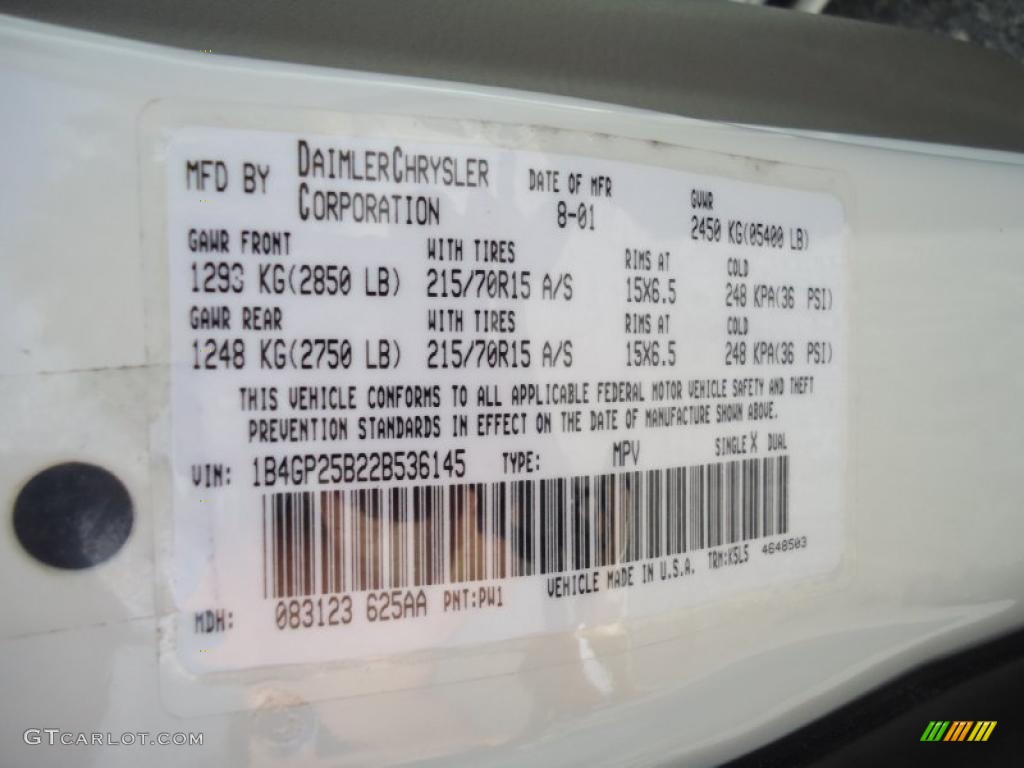 MFD BY DAIMLERCHRYSLER CORPORATION DATE OF MFR 8-01 GVWR 2450 KG(05400 LB)
GAWR FRONT WITH TIRES RIMS AT COLD
1293 KG(2850 LB) 215/70R15 A/S 15X6.5 248 KPA(36 PSI)
GAWR REAR WITH TIRES RIMS AT COLD
1248 KG(2750 LB) 215/70R15 A/S 15X6.5 248 KPA(36 PSI)
THIS VEHICLE CONFORMS TO ALL APPLICABLE FEDERAL MOTOR VEHICLE SAFETY AND THEFT
PREVENTION STANDARDS IN EFFECT ON THE DATE OF MANUFACTURE SHOWN ABOVE.
VIN: 1B4GP25B22B536145 TYPE: MPV SINGLE X DUAL
MDH: 083123 625AA PNT:PW1 VEHICLE MADE IN U.S.A. TRM:K5L5 4648503
GTCARLOT.COM